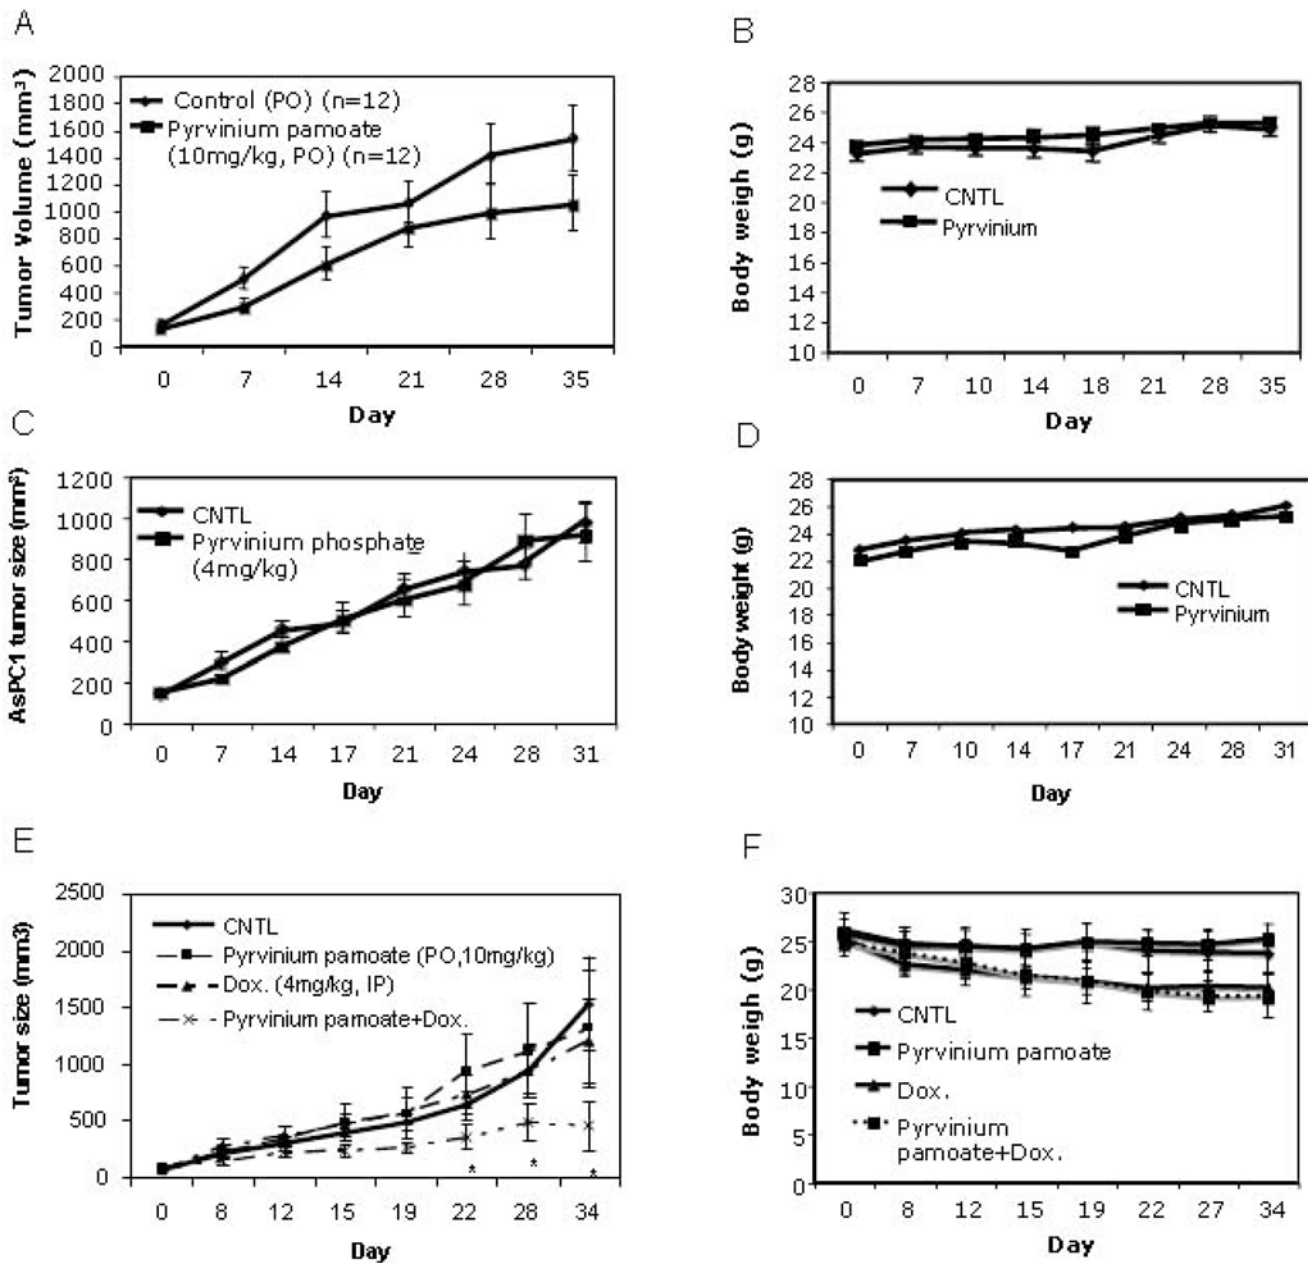 A
Tumor Volume (mm³)
2000
1800
1600
1400
1200
1000
800
600
400
200
0
Control (PO) (n=12)
Pyrvinium pamoate
(10mg/kg, PO) (n=12)
0 7 14 21 28 35
Day
B
Body weigh (g)
28
26
24
22
20
18
16
14
12
10
CNTL
Pyrvinium
0 7 10 14 18 21 28 35
Day
C
AsPC1 tumor size (mm³)
1200
1000
800
600
400
200
0
CNTL
Pyrvinium phosphate
(4mg/kg)
0 7 14 17 21 24 28 31
Day
D
Body weight (g)
28
26
24
22
20
18
16
14
12
10
CNTL
Pyrvinium
0 7 10 14 17 21 24 28 31
Day
E
Tumor size (mm3)
2500
2000
1500
1000
500
0
CNTL
Pyrvinium pamoate (PO,10mg/kg)
Dox. (4mg/kg, IP)
Pyrvinium pamoate+Dox.
* * *
0 8 12 15 19 22 28 34
Day
F
Body weigh (g)
30
25
20
15
10
5
0
CNTL
Pyrvinium pamoate
Dox.
Pyrvinium
pamoate+Dox.
0 8 12 15 19 22 27 34
Day